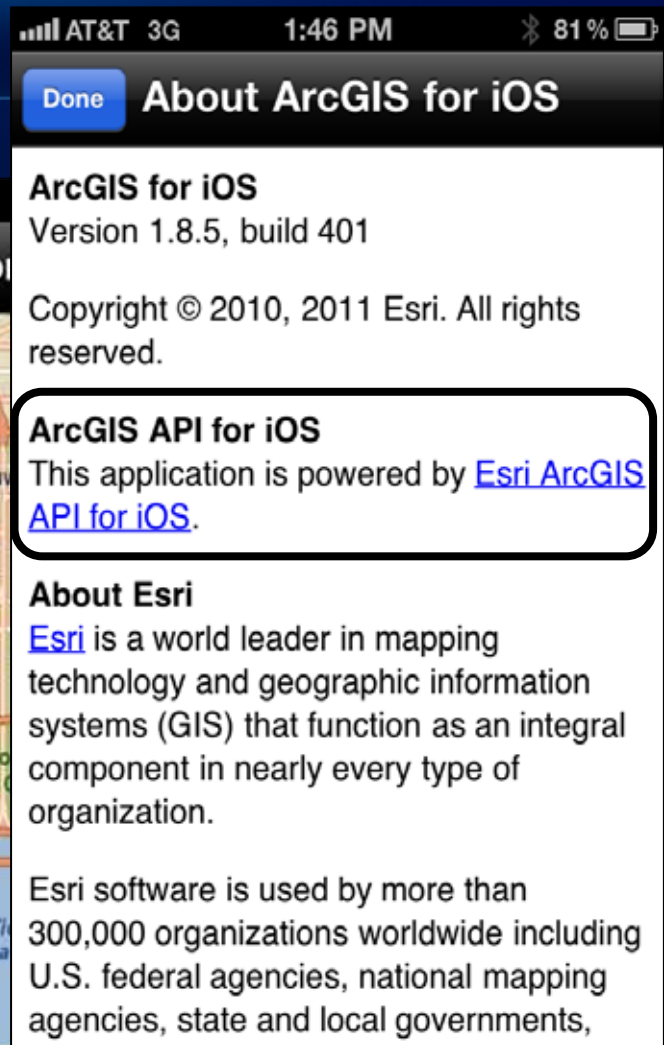 AT&T 3G 1:46 PM 81%
Done About ArcGIS for iOS
ArcGIS for iOS
Version 1.8.5, build 401
Copyright © 2010, 2011 Esri. All rights
reserved.
ArcGIS API for iOS
This application is powered by Esri ArcGIS
API for iOS.
About Esri
Esri is a world leader in mapping
technology and geographic information
systems (GIS) that function as an integral
component in nearly every type of
organization.
Esri software is used by more than
300,000 organizations worldwide including
U.S. federal agencies, national mapping
agencies, state and local governments,